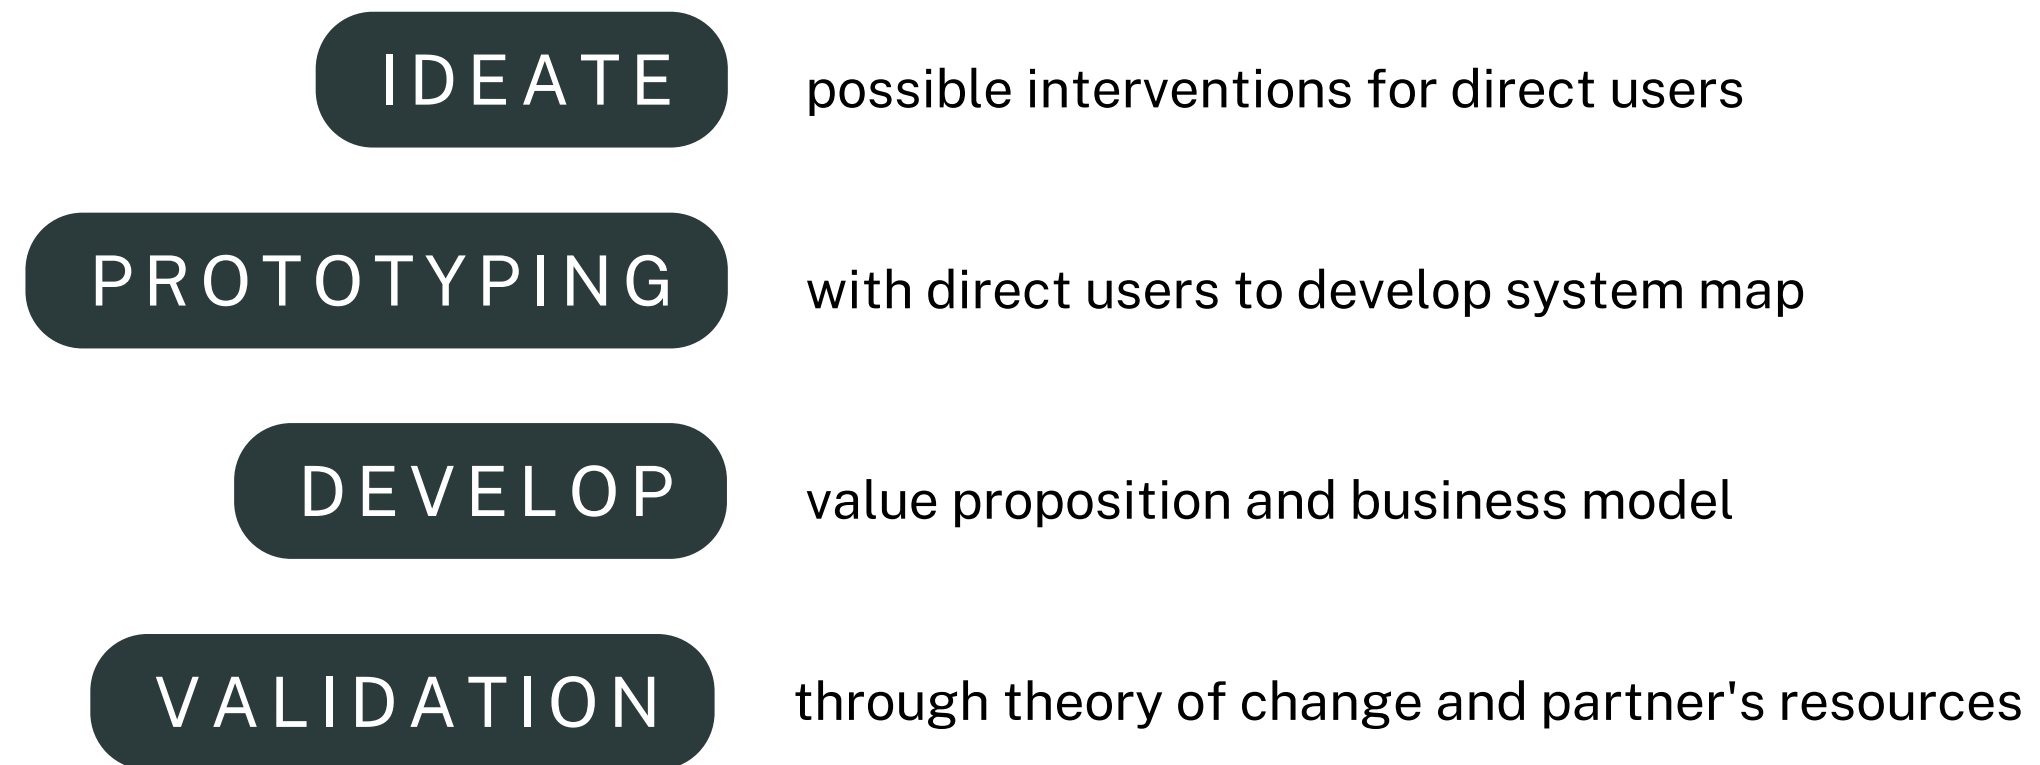 IDEATE possible interventions for direct users
PROTOTYPING with direct users to develop system map
DEVELOP value proposition and business model
VALIDATION through theory of change and partner's resources